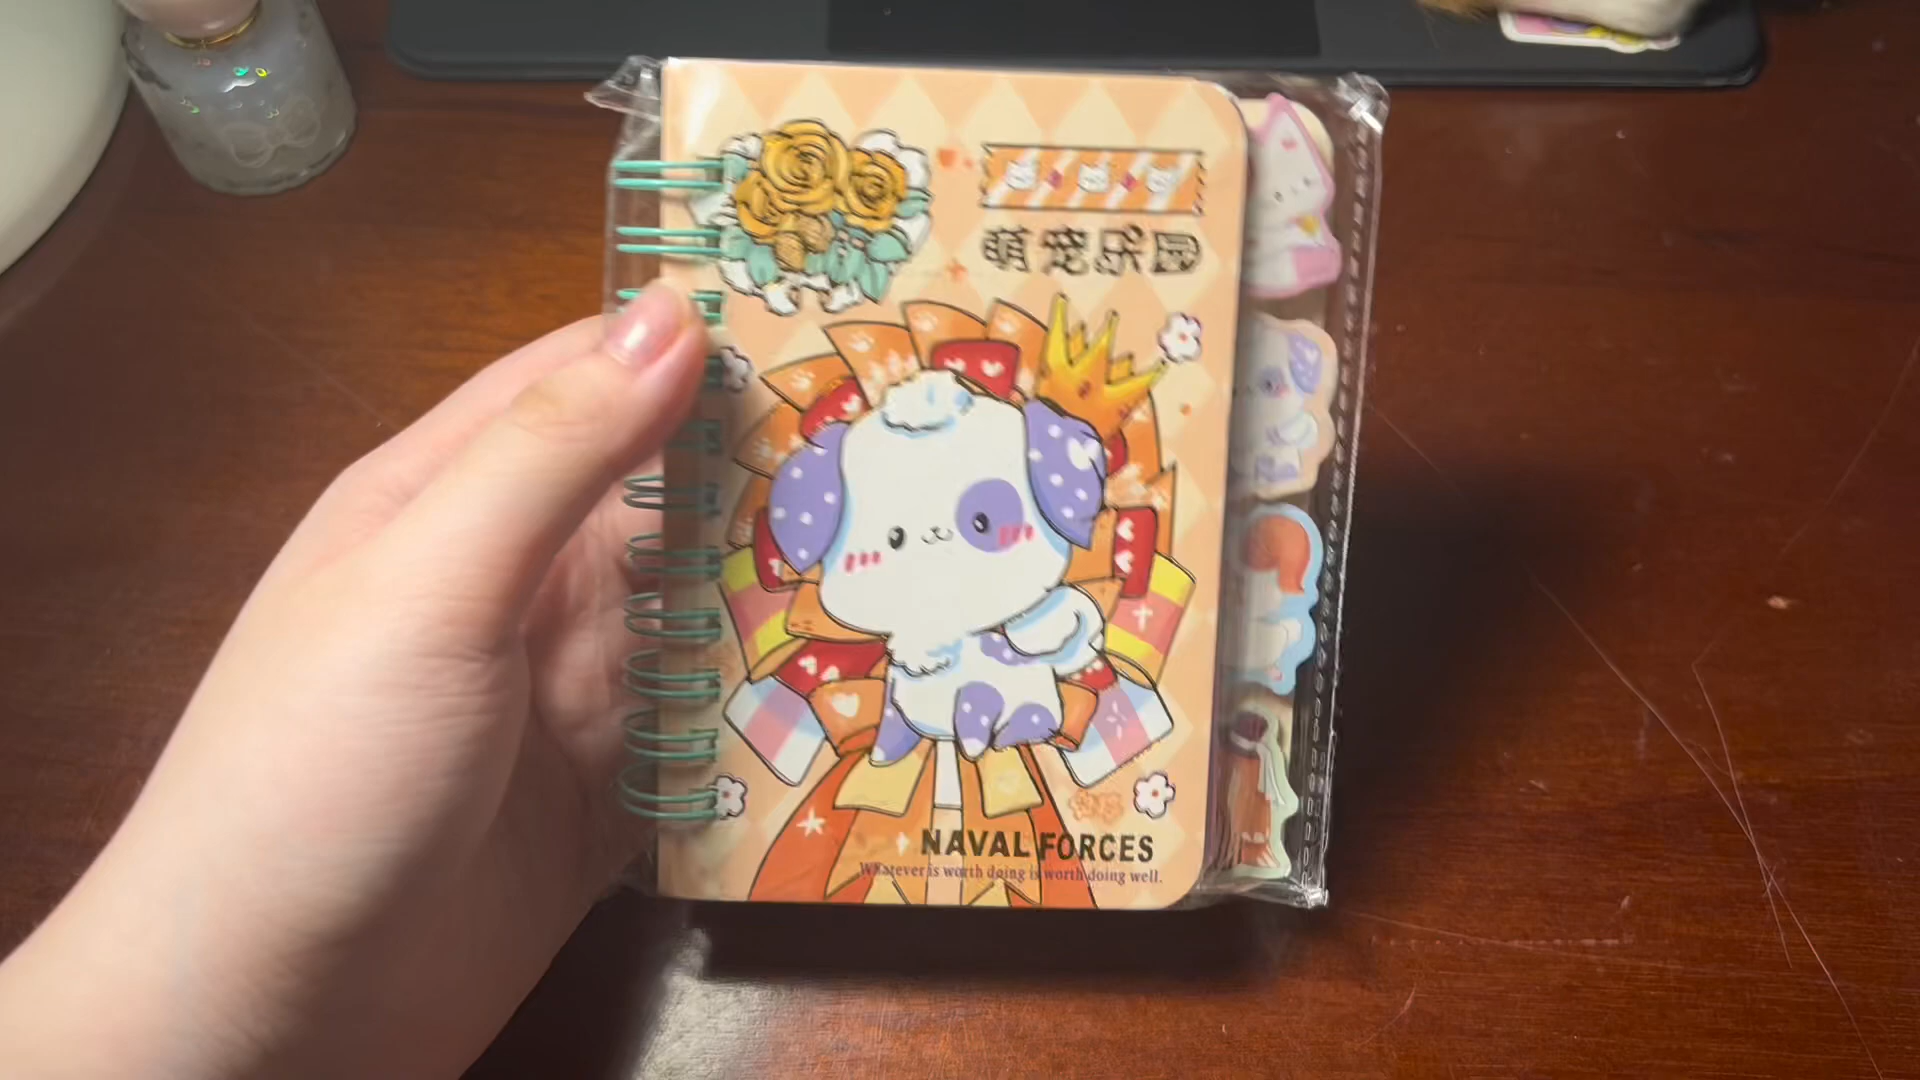 萌宠乐园
NAVAL FORCES
Whatever is worth doing is worth doing well.